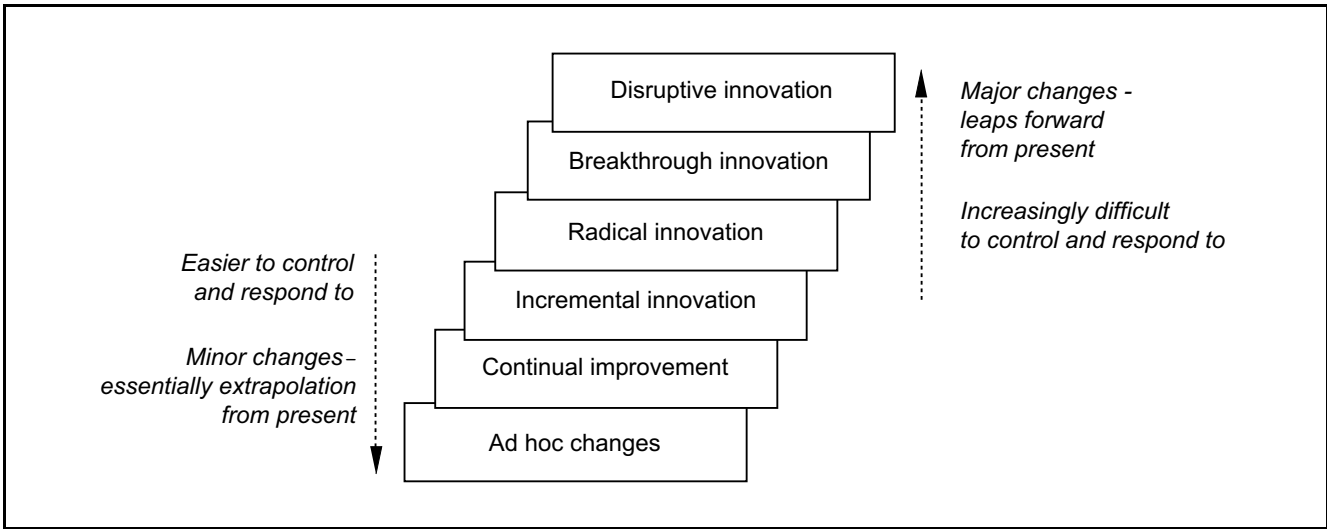 Disruptive innovation
Breakthrough innovation
Radical innovation
Incremental innovation
Continual improvement
Ad hoc changes
Easier to control
and respond to
Minor changes–
essentially extrapolation
from present
Major changes -
leaps forward
from present
Increasingly difficult
to control and respond to